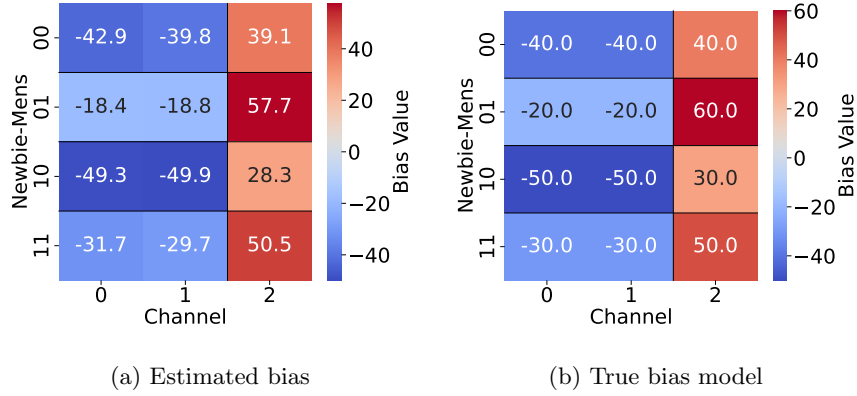 Newbie-Mens
00
-42.9 -39.8 39.1
01
-18.4 -18.8 57.7
10
-49.3 -49.9 28.3
11
-31.7 -29.7 50.5
0 1 2
Channel
40
20
0
−20
−40
Bias Value
(a) Estimated bias
Newbie-Mens
00
-40.0 -40.0 40.0
01
-20.0 -20.0 60.0
10
-50.0 -50.0 30.0
11
-30.0 -30.0 50.0
0 1 2
Channel
60
40
20
0
−20
−40
Bias Value
(b) True bias model